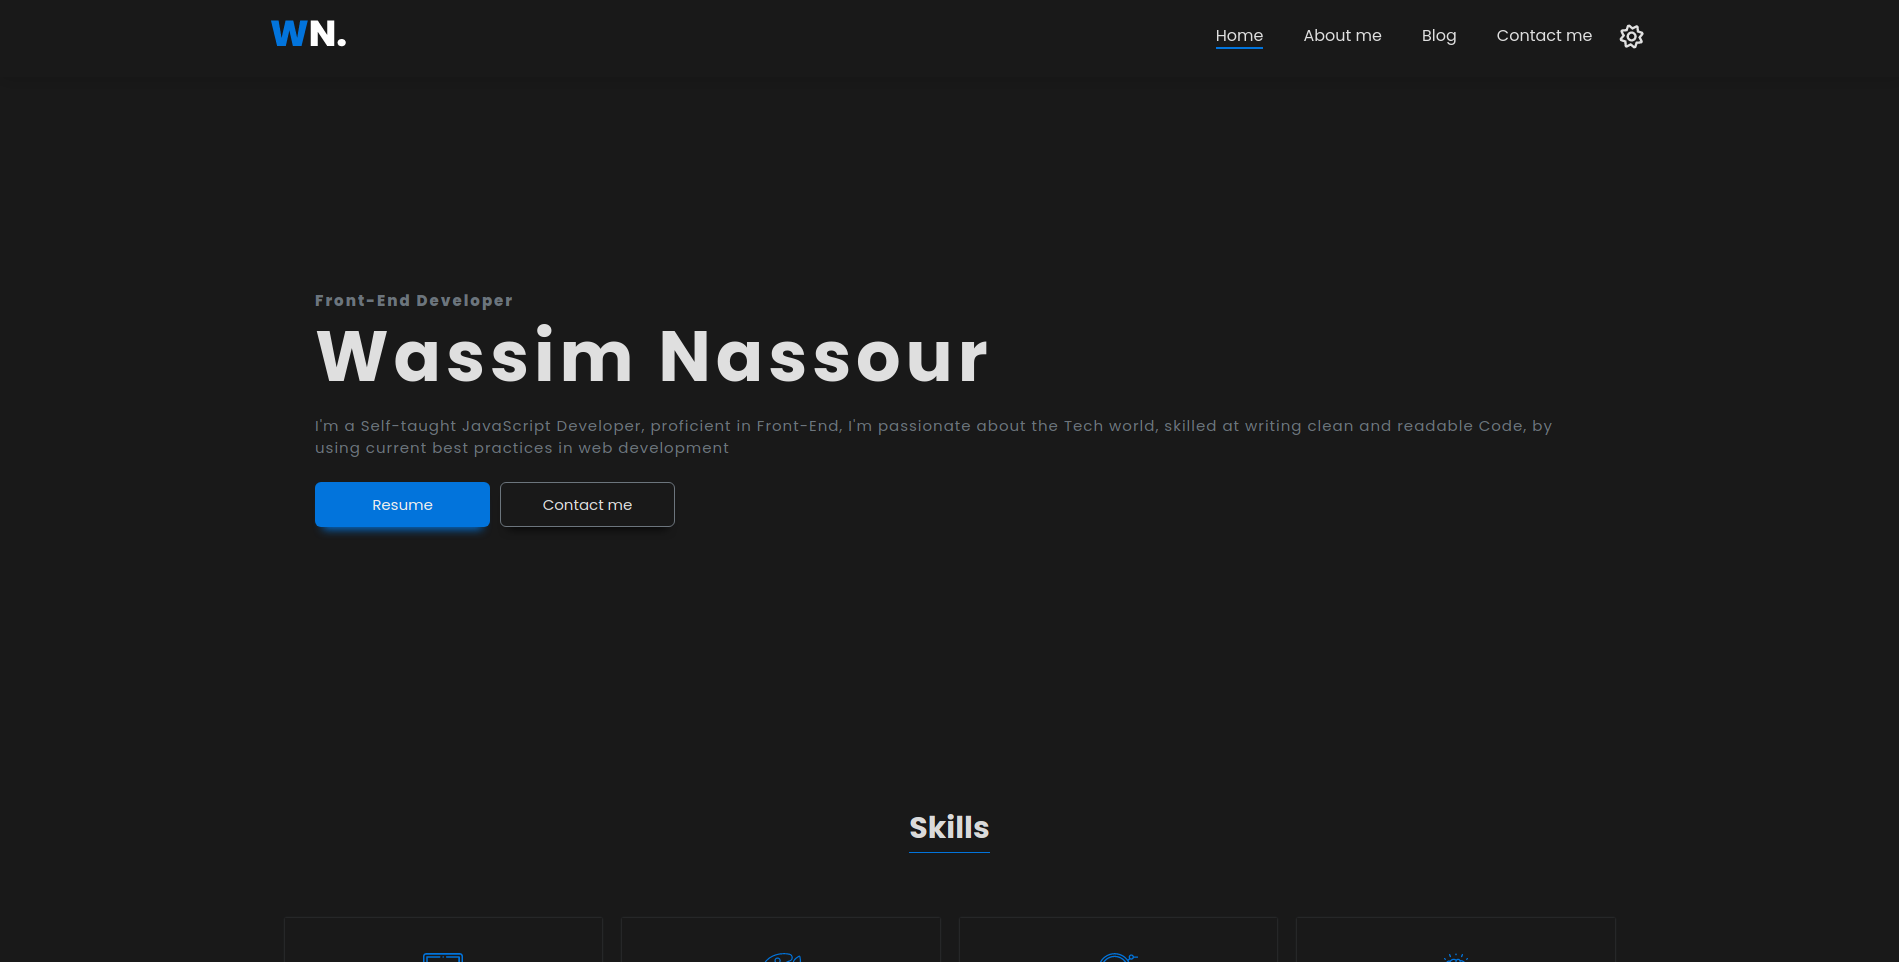 WN.
Home
About me
Blog
Contact me
Front-End Developer
Wassim Nassour
I'm a Self-taught JavaScript Developer, proficient in Front-End, I'm passionate about the Tech world, skilled at writing clean and readable Code, by
using current best practices in web development
Resume
Contact me
Skills